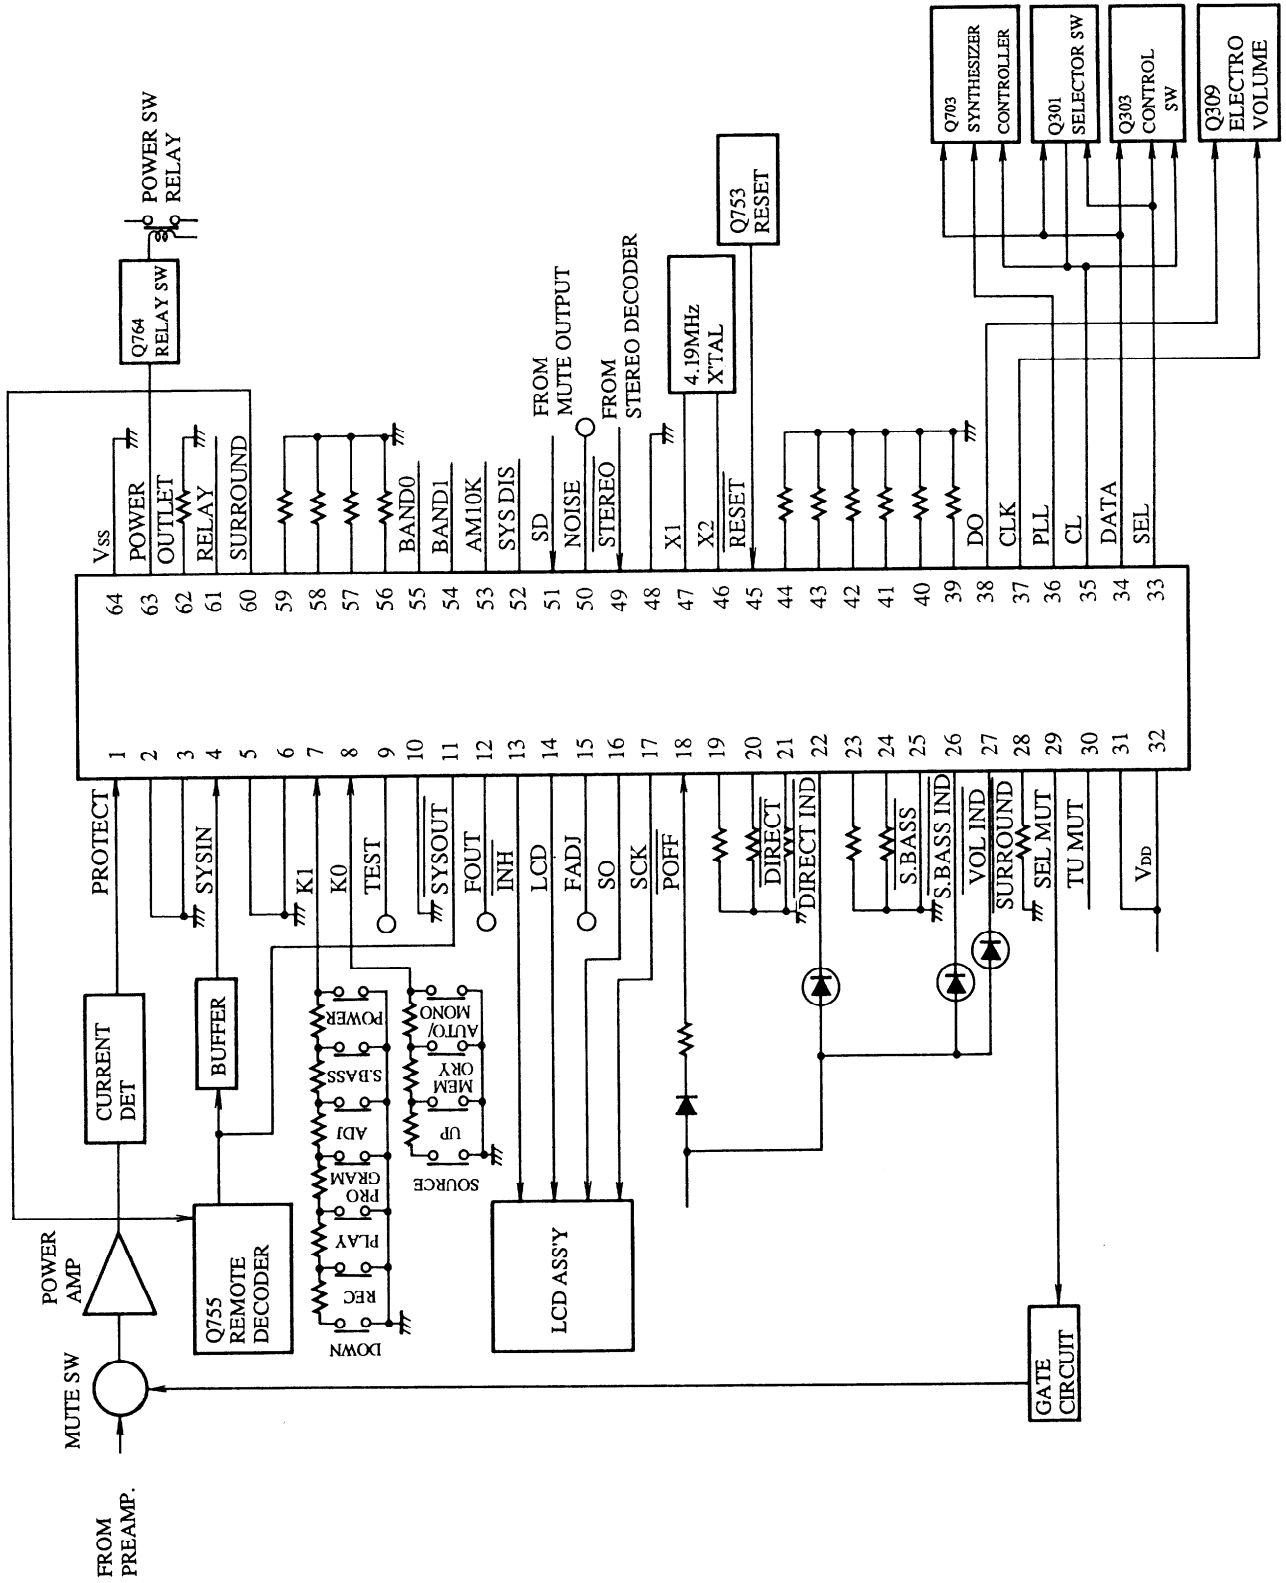 FROM
PREAMP.
MUTE SW
POWER
AMP
CURRENT
DET
PROTECT
Q755
REMOTE
DECODER
BUFFER
SYSIN
K1
K0
TEST
SYSOUT
FOUT
INH
LCD
FADJ
SO
SCK
POFF
DIRECT
DIRECT IND
S.BASS
S.BASS IND
VOL IND
SURROUND
SEL MUT
TU MUT
VDD
POWER
S.BASS
ADJ
PRO
GRAM
PLAY
REC
DOWN
AUTO/
MONO
MEM
ORY
UP
SOURCE
LCD ASS'Y
GATE
CIRCUIT
1
2
3
4
5
6
7
8
9
10
11
12
13
14
15
16
17
18
19
20
21
22
23
24
25
26
27
28
29
30
31
32
64
63
62
61
60
59
58
57
56
55
54
53
52
51
50
49
48
47
46
45
44
43
42
41
40
39
38
37
36
35
34
33
VSS
POWER
OUTLET
RELAY
SURROUND
BAND0
BAND1
AM10K
SYS DIS
SD
NOISE
STEREO
X1
X2
RESET
DO
CLK
PLL
CL
DATA
SEL
Q764
RELAY SW
POWER SW
RELAY
FROM
MUTE OUTPUT
FROM
STEREO DECODER
4.19MHz
X'TAL
Q753
RESET
Q703
SYNTHESIZER
CONTROLLER
Q301
SELECTOR SW
Q303
CONTROL
SW
Q309
ELECTRO
VOLUME